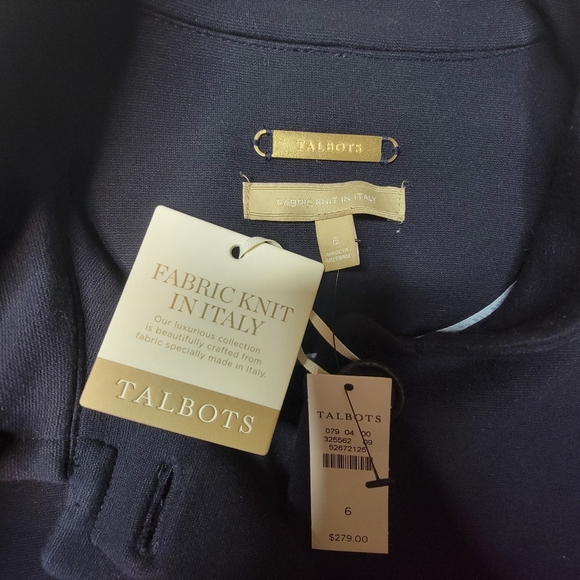 TALBOTS
FABRIC KNIT IN ITALY
6
FABRIC KNIT
IN ITALY
Our luxurious collection
is beautifully crafted from
fabric specially made in Italy.
TALBOTS
TALBOTS
079 04 00
325562 09
52672125
6
$279.00